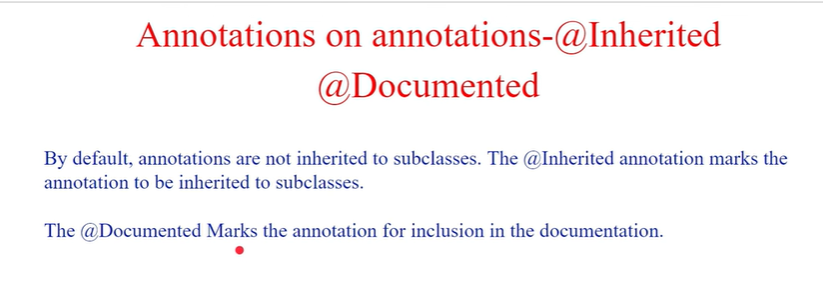 Annotations on annotations-@Inherited
@Documented
By default, annotations are not inherited to subclasses. The @Inherited annotation marks the
annotation to be inherited to subclasses.
The @Documented Marks the annotation for inclusion in the documentation.